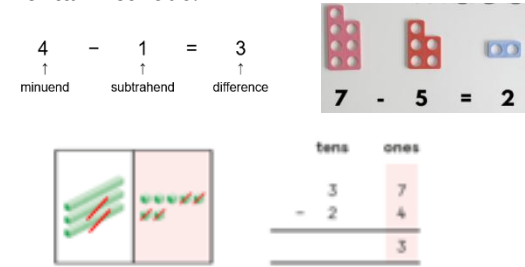 4 – 1 = 3
↑ ↑ ↑
minuend subtrahend difference
7 - 5 = 2
tens ones
3 7
- 2 4
3